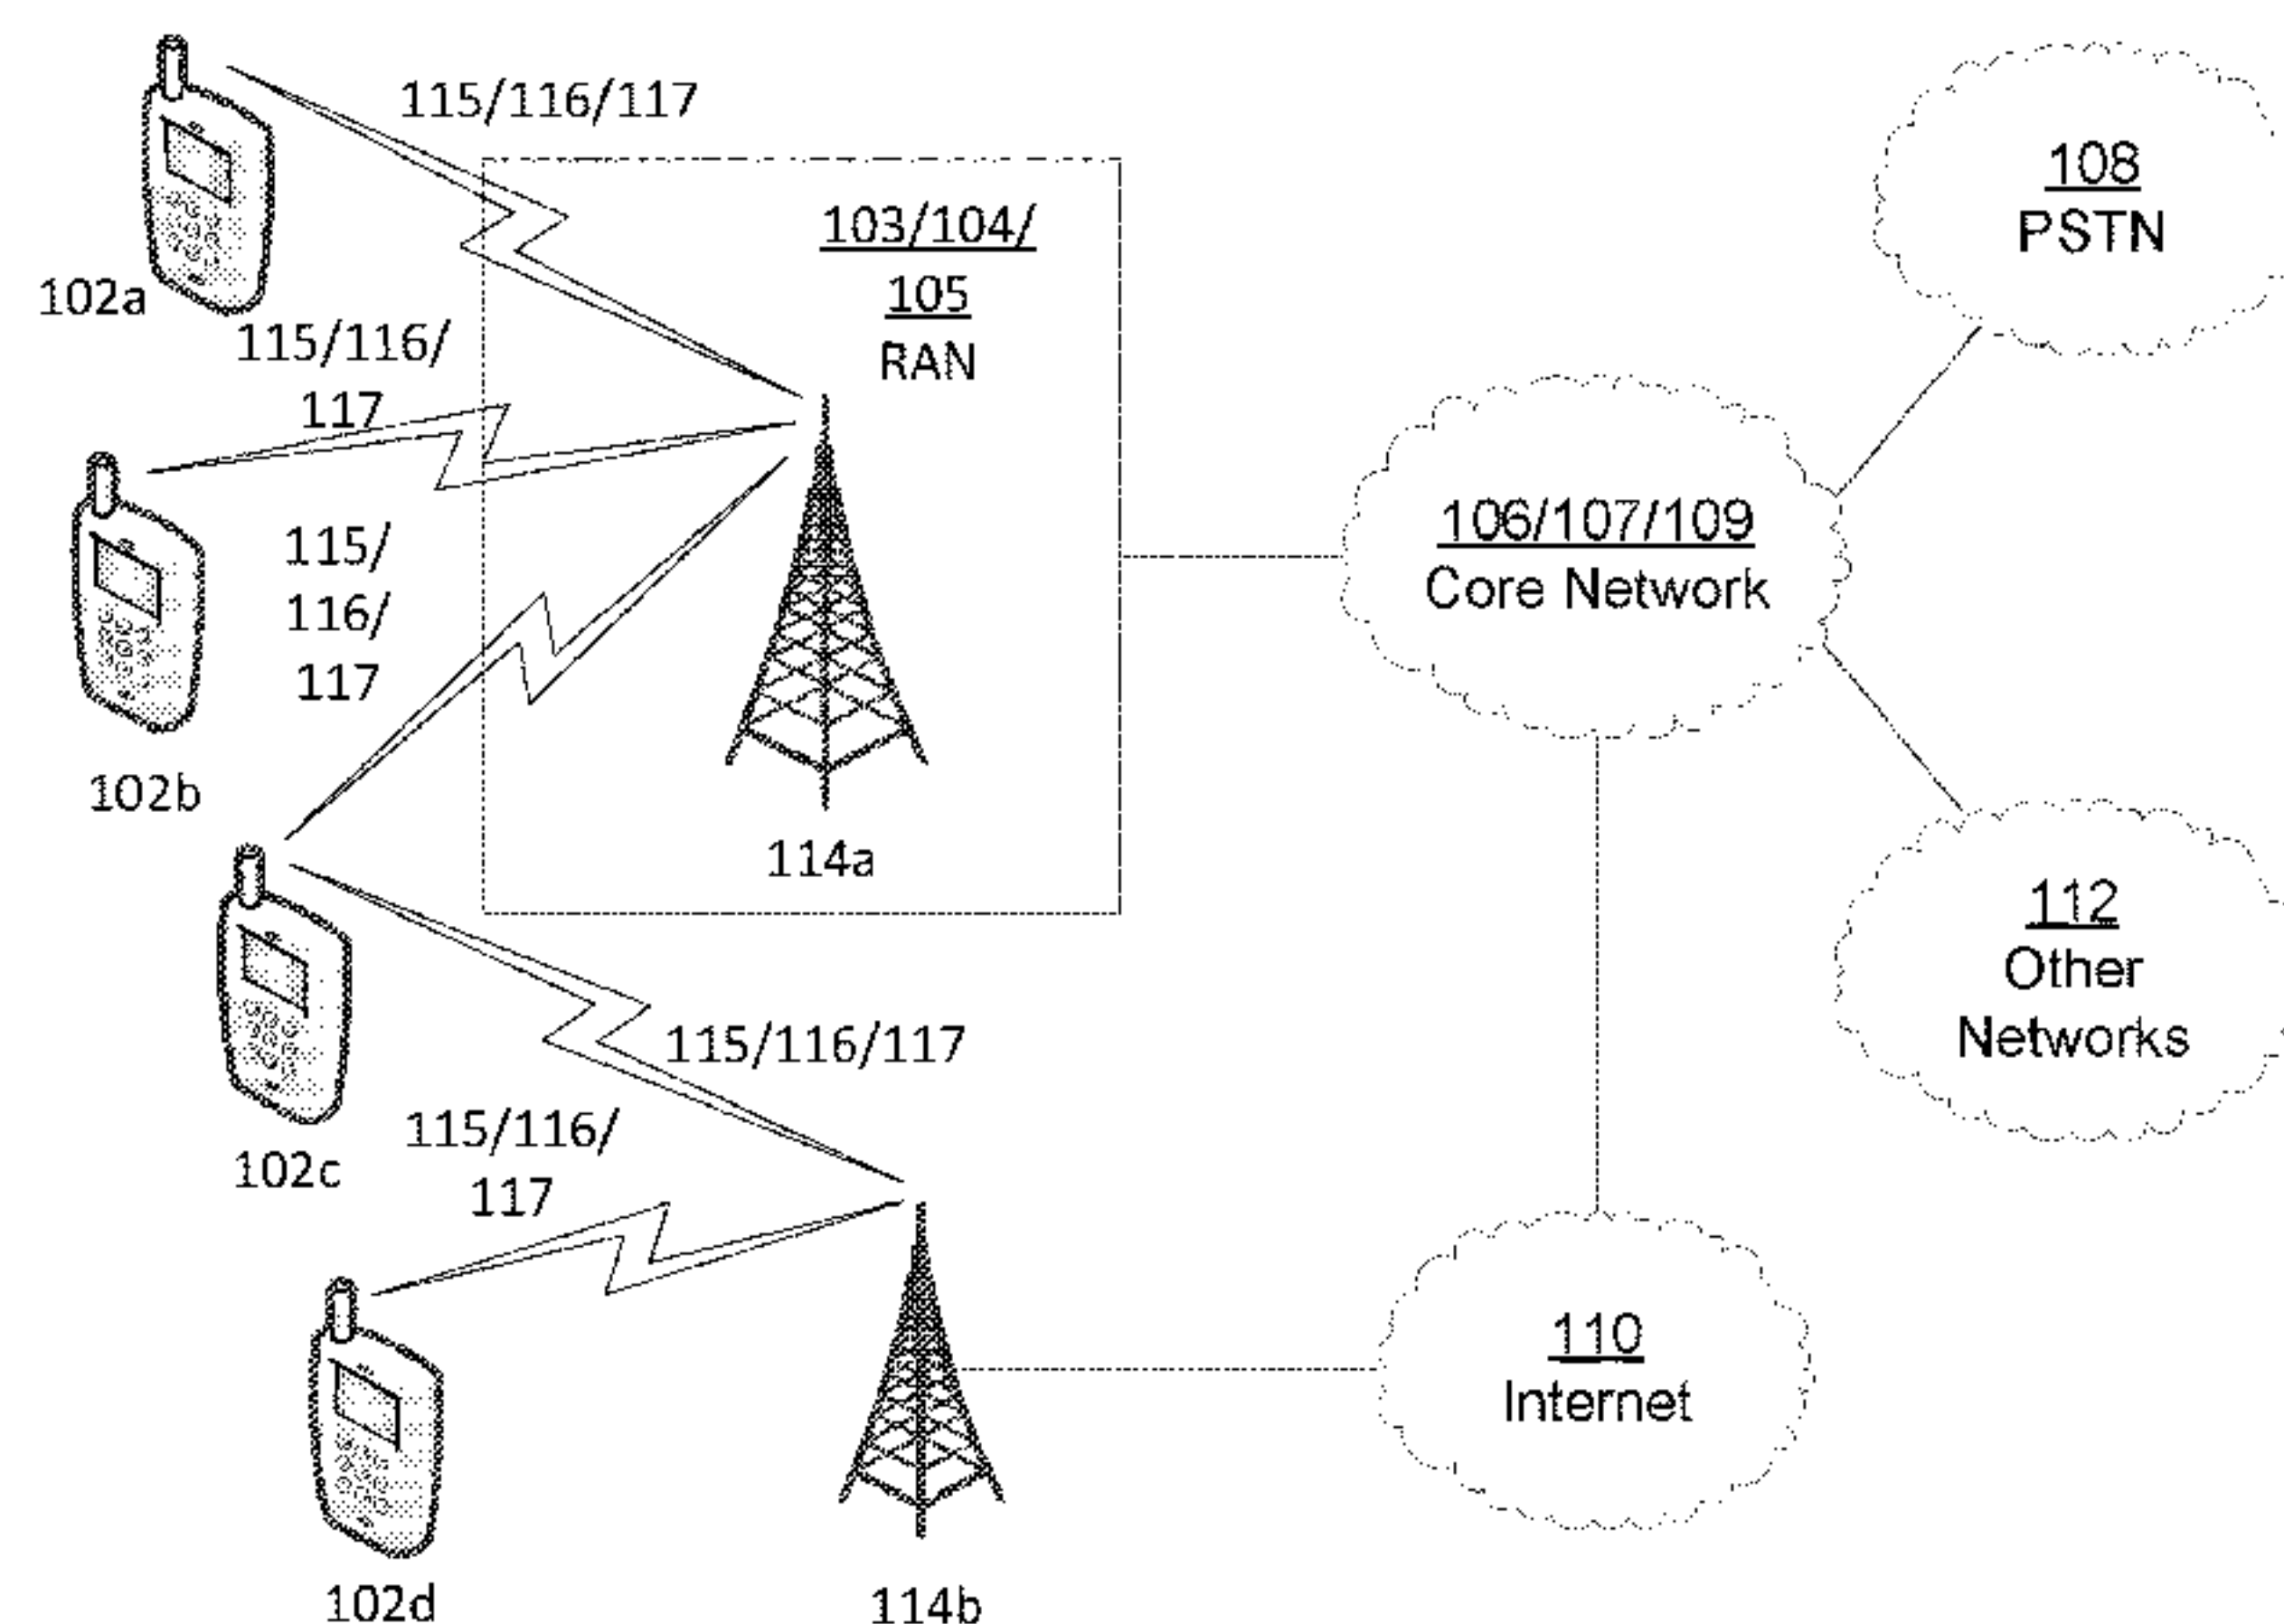 115/116/117
108
PSTN
103/104/
105
RAN
102a
115/116/
117
106/107/109
Core Network
115/
116/
117
102b
114a
112
Other
Networks
115/116/117
115/116/
117
102c
110
Internet
102d
114b